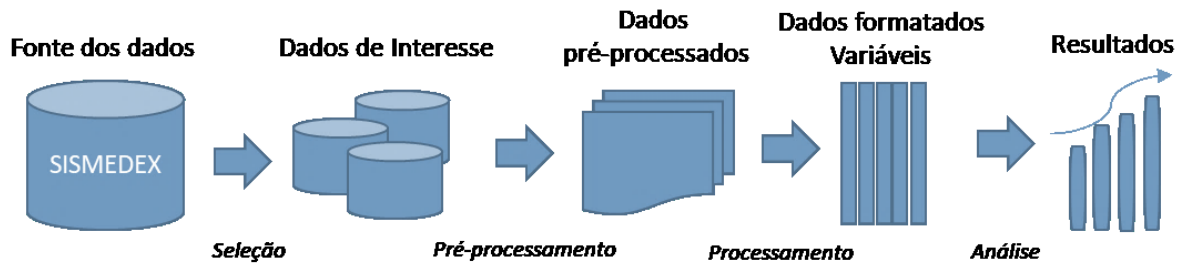 Fonte dos dados
Dados de Interesse
Dados
pré-processados
Dados formatados
Variáveis
Resultados
SISMEDEX
Seleção
Pré-processamento
Processamento
Análise